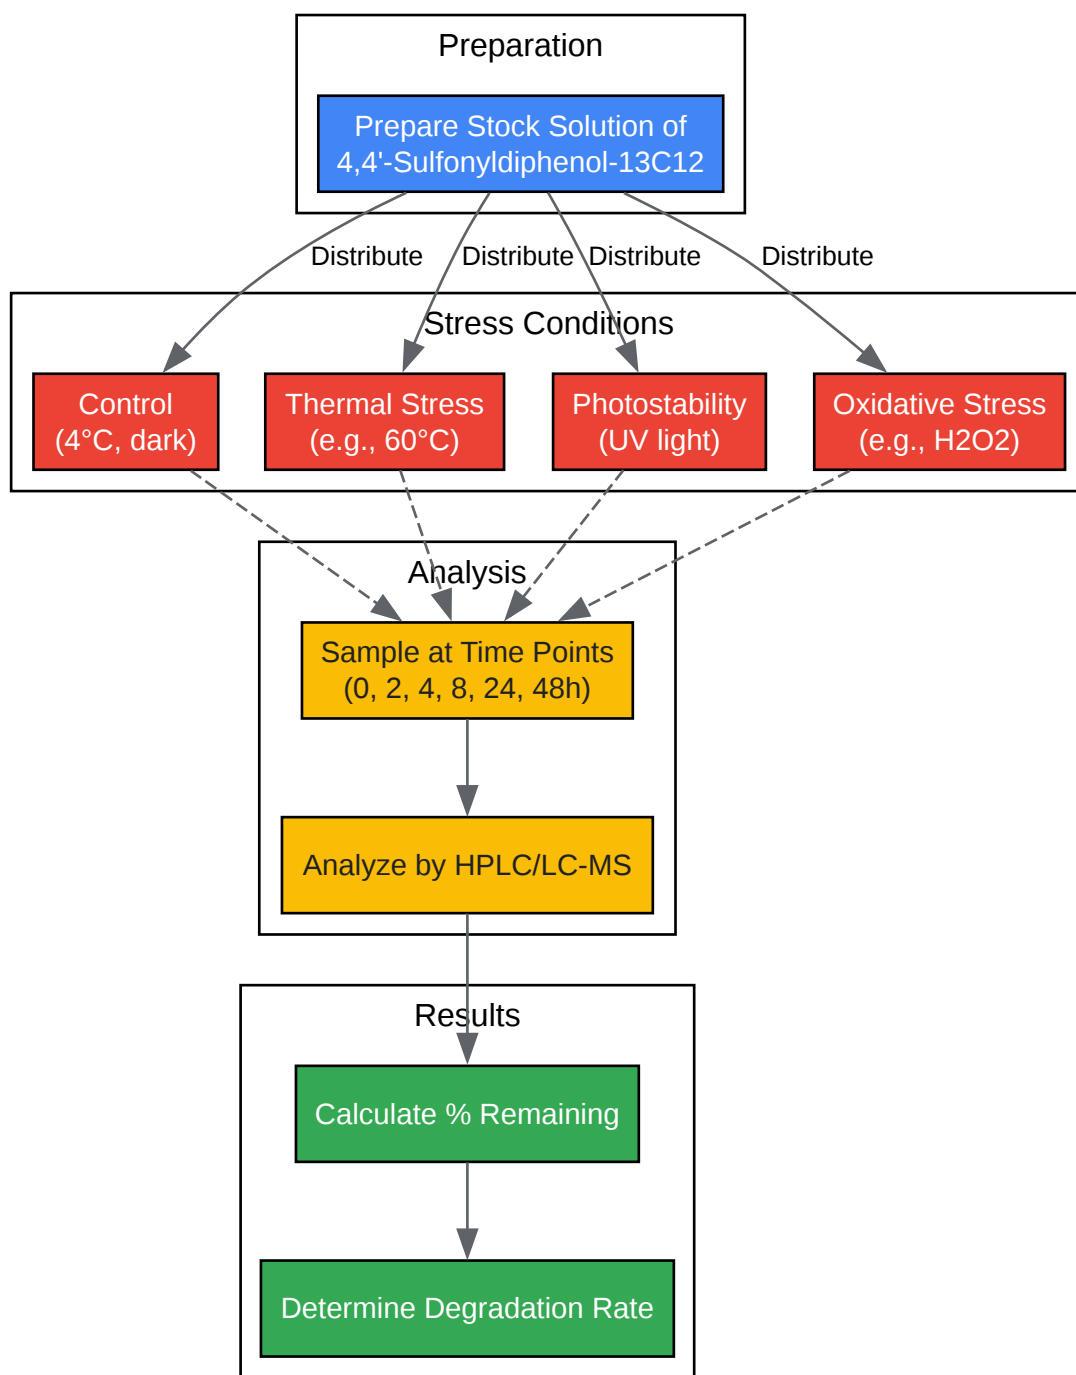 Preparation
Prepare Stock Solution of
4,4'-Sulfonyldiphenol-13C12
Distribute
Distribute
Distribute
Distribute
Stress Conditions
Control
(4°C, dark)
Thermal Stress
(e.g., 60°C)
Photostability
(UV light)
Oxidative Stress
(e.g., H2O2)
Analysis
Sample at Time Points
(0, 2, 4, 8, 24, 48h)
Analyze by HPLC/LC-MS
Results
Calculate % Remaining
Determine Degradation Rate